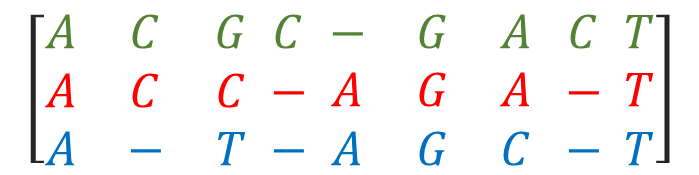 A C G C − G A C T
A C C − A G A − T
A − T − A G C − T